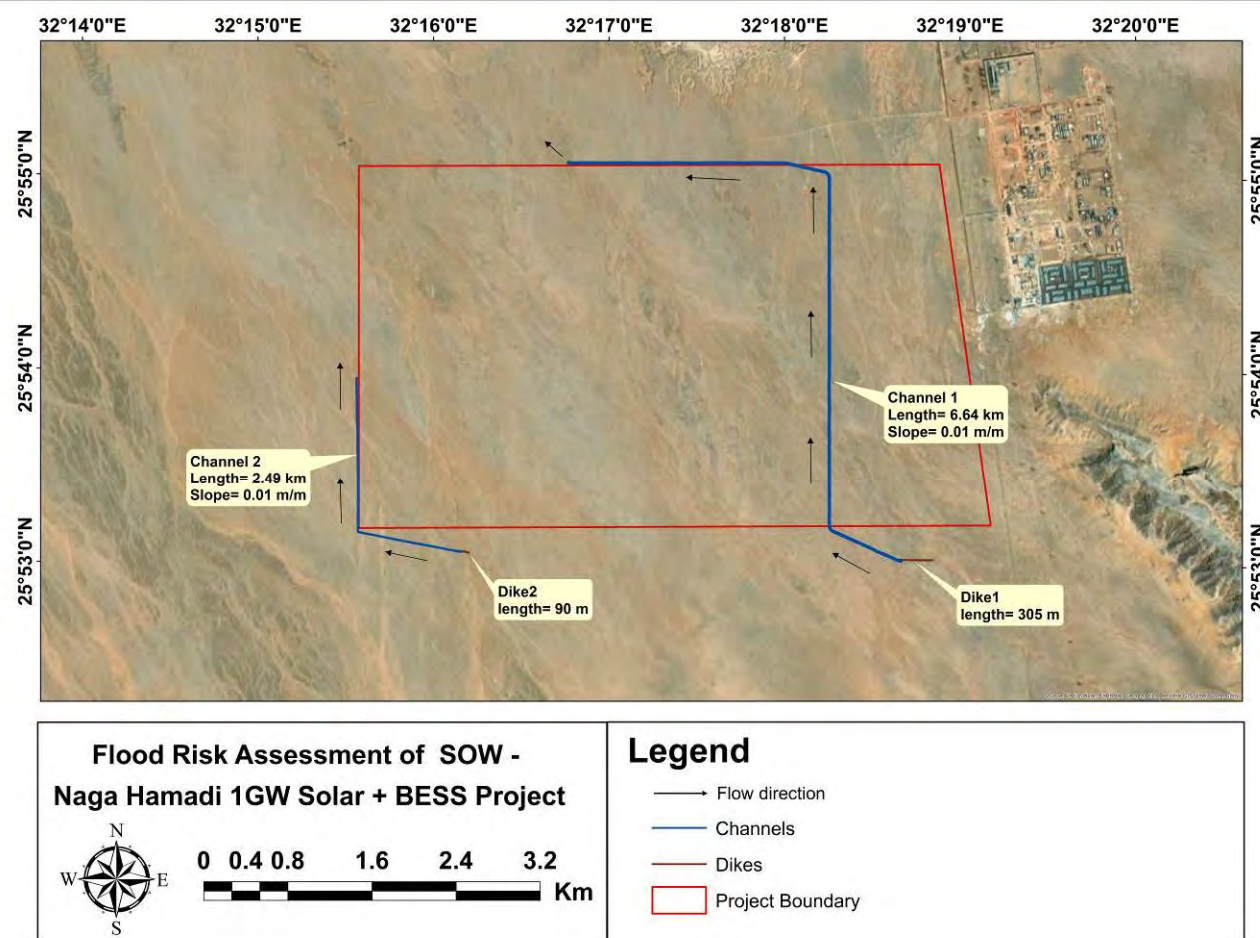 32°14'0"E 32°15'0"E 32°16'0"E 32°17'0"E 32°18'0"E 32°19'0"E 32°20'0"E
25°55'0"N
25°54'0"N
25°53'0"N
25°55'0"N
25°54'0"N
25°53'0"N
Channel 1
Length= 6.64 km
Slope= 0.01 m/m
Channel 2
Length= 2.49 km
Slope= 0.01 m/m
Dike2
length= 90 m
Dike1
length= 305 m
Flood Risk Assessment of SOW -
Naga Hamadi 1GW Solar + BESS Project
N
W E
S
0 0.4 0.8 1.6 2.4 3.2
Km
Legend
Flow direction
Channels
Dikes
Project Boundary